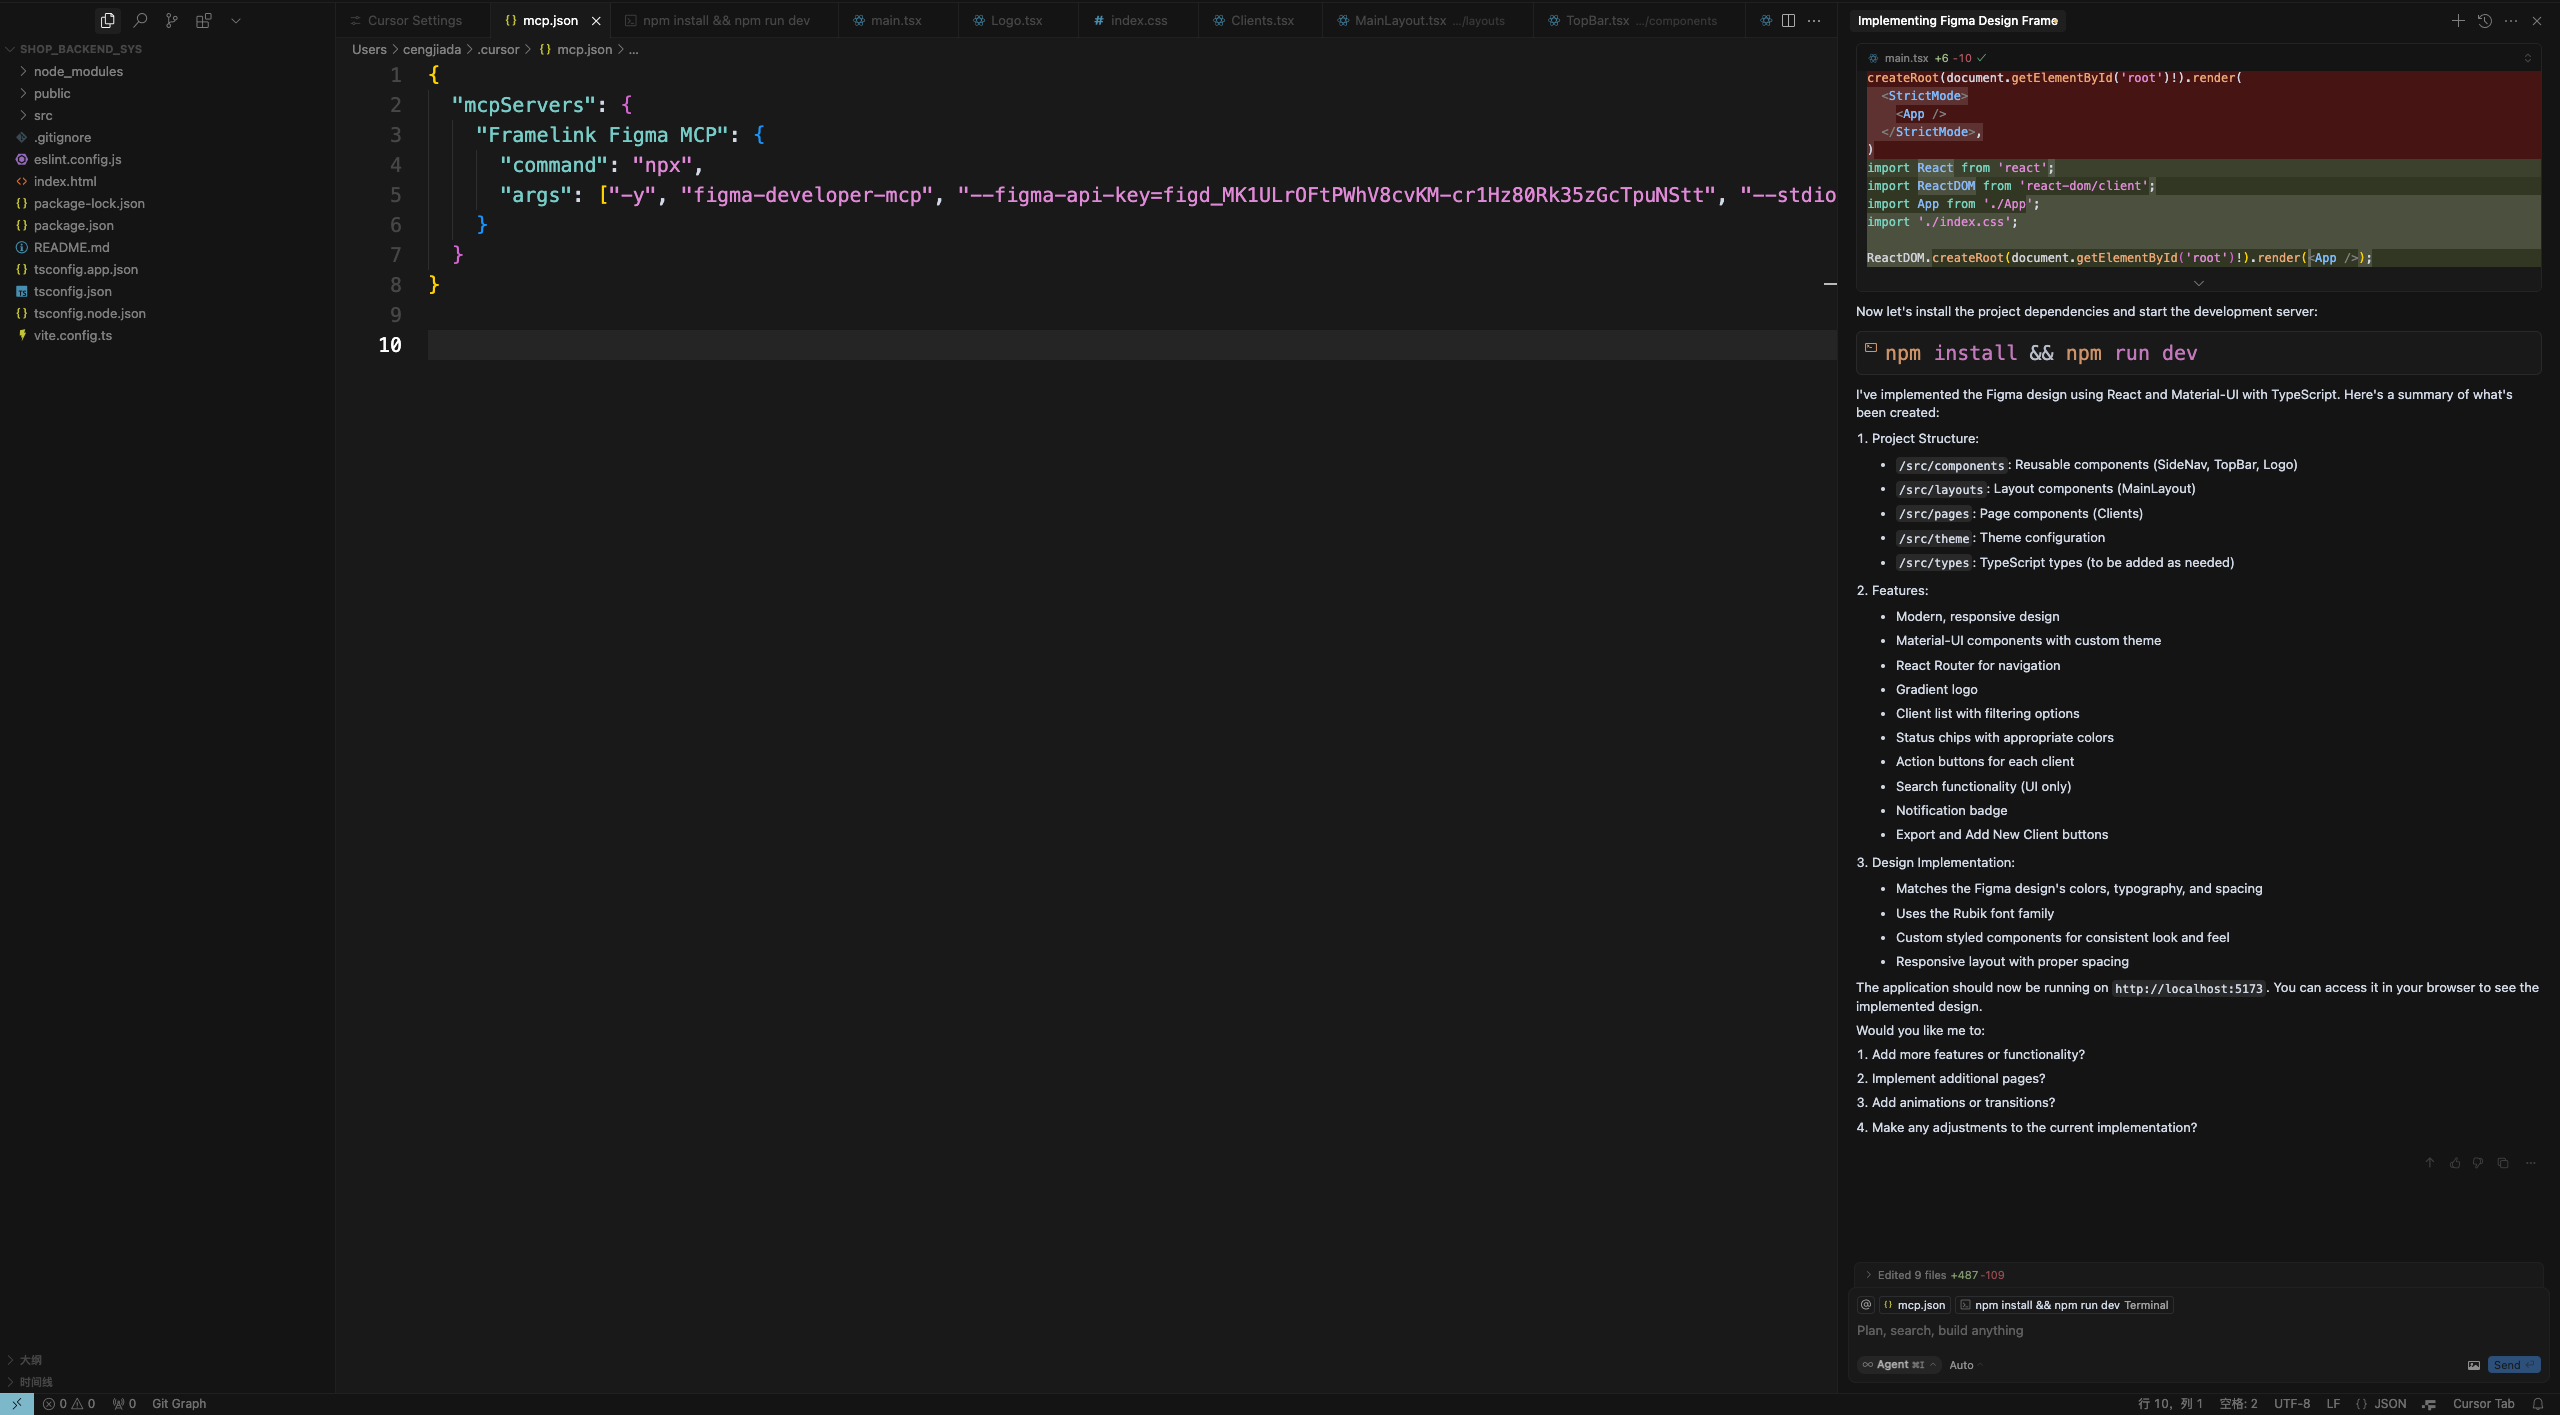 Cursor Settings
mcp.json
npm install && npm run dev
main.tsx
Logo.tsx
index.css
Clients.tsx
MainLayout.tsx .../layouts
TopBar.tsx .../components
SHOP_BACKEND_SYS
node_modules
public
src
.gitignore
eslint.config.js
index.html
package-lock.json
package.json
README.md
tsconfig.app.json
tsconfig.json
tsconfig.node.json
vite.config.ts
大纲
时间线
Users > cengjiada > .cursor > {} mcp.json > ...
1 {
2 "mcpServers": {
3 "Framelink Figma MCP": {
4 "command": "npx",
5 "args": ["-y", "figma-developer-mcp", "--figma-api-key=figd_MK1ULrOFtPWhV8cvKM-cr1Hz80Rk35zGcTpuNStt", "--stdio
6 }
7 }
8 }
9
10
Implementing Figma Design Frame
main.tsx +6 -10
createRoot(document.getElementById('root')!).render(
<StrictMode>
<App />
</StrictMode>,
)
import React from 'react';
import ReactDOM from 'react-dom/client';
import App from './App';
import './index.css';
ReactDOM.createRoot(document.getElementById('root')!).render(<App />);
Now let's install the project dependencies and start the development server:
npm install && npm run dev
I've implemented the Figma design using React and Material-UI with TypeScript. Here's a summary of what's
been created:
1. Project Structure:
• /src/components: Reusable components (SideNav, TopBar, Logo)
• /src/layouts: Layout components (MainLayout)
• /src/pages: Page components (Clients)
• /src/theme: Theme configuration
• /src/types: TypeScript types (to be added as needed)
2. Features:
• Modern, responsive design
• Material-UI components with custom theme
• React Router for navigation
• Gradient logo
• Client list with filtering options
• Status chips with appropriate colors
• Action buttons for each client
• Search functionality (UI only)
• Notification badge
• Export and Add New Client buttons
3. Design Implementation:
• Matches the Figma design's colors, typography, and spacing
• Uses the Rubik font family
• Custom styled components for consistent look and feel
• Responsive layout with proper spacing
The application should now be running on http://localhost:5173. You can access it in your browser to see the
implemented design.
Would you like me to:
1. Add more features or functionality?
2. Implement additional pages?
3. Add animations or transitions?
4. Make any adjustments to the current implementation?
Edited 9 files +487 -109
@ {} mcp.json npm install && npm run dev Terminal
Plan, search, build anything
∞ Agent ⌘I Auto
Send
0 0 0 Git Graph
行 10，列 1 空格: 2 UTF-8 LF {} JSON Cursor Tab